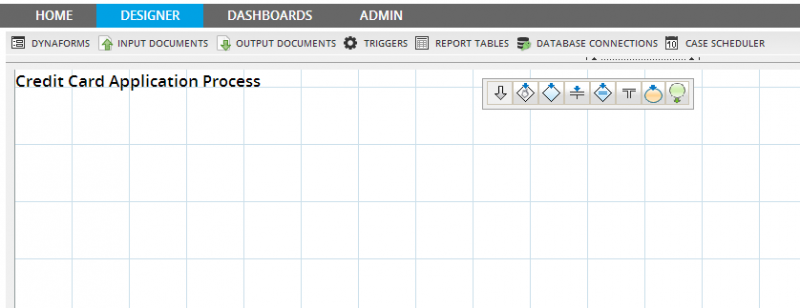 HOME DESIGNER DASHBOARDS ADMIN
DYNAFORMS INPUT DOCUMENTS OUTPUT DOCUMENTS TRIGGERS REPORT TABLES 10 DATABASE CONNECTIONS CASE SCHEDULER
Credit Card Application Process